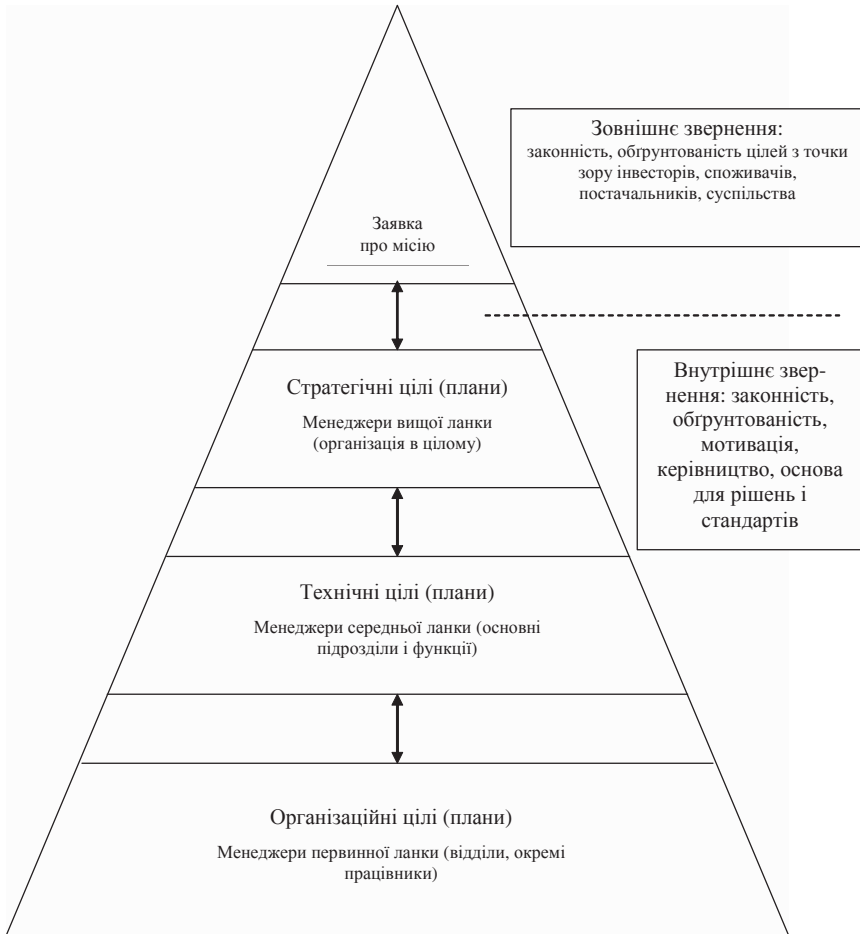 Зовнішнє звернення:
законність, обґрунтованість цілей з точки
зору інвесторів, споживачів,
постачальників, суспільства
Заявка
про місію
Внутрішнє звер-
нення: законність,
обґрунтованість,
мотивація,
керівництво, основа
для рішень і
стандартів
Стратегічні цілі (плани)
Менеджери вищої ланки
(організація в цілому)
Технічні цілі (плани)
Менеджери середньої ланки (основні
підрозділи і функції)
Організаційні цілі (плани)
Менеджери первинної ланки (відділи, окремі
працівники)